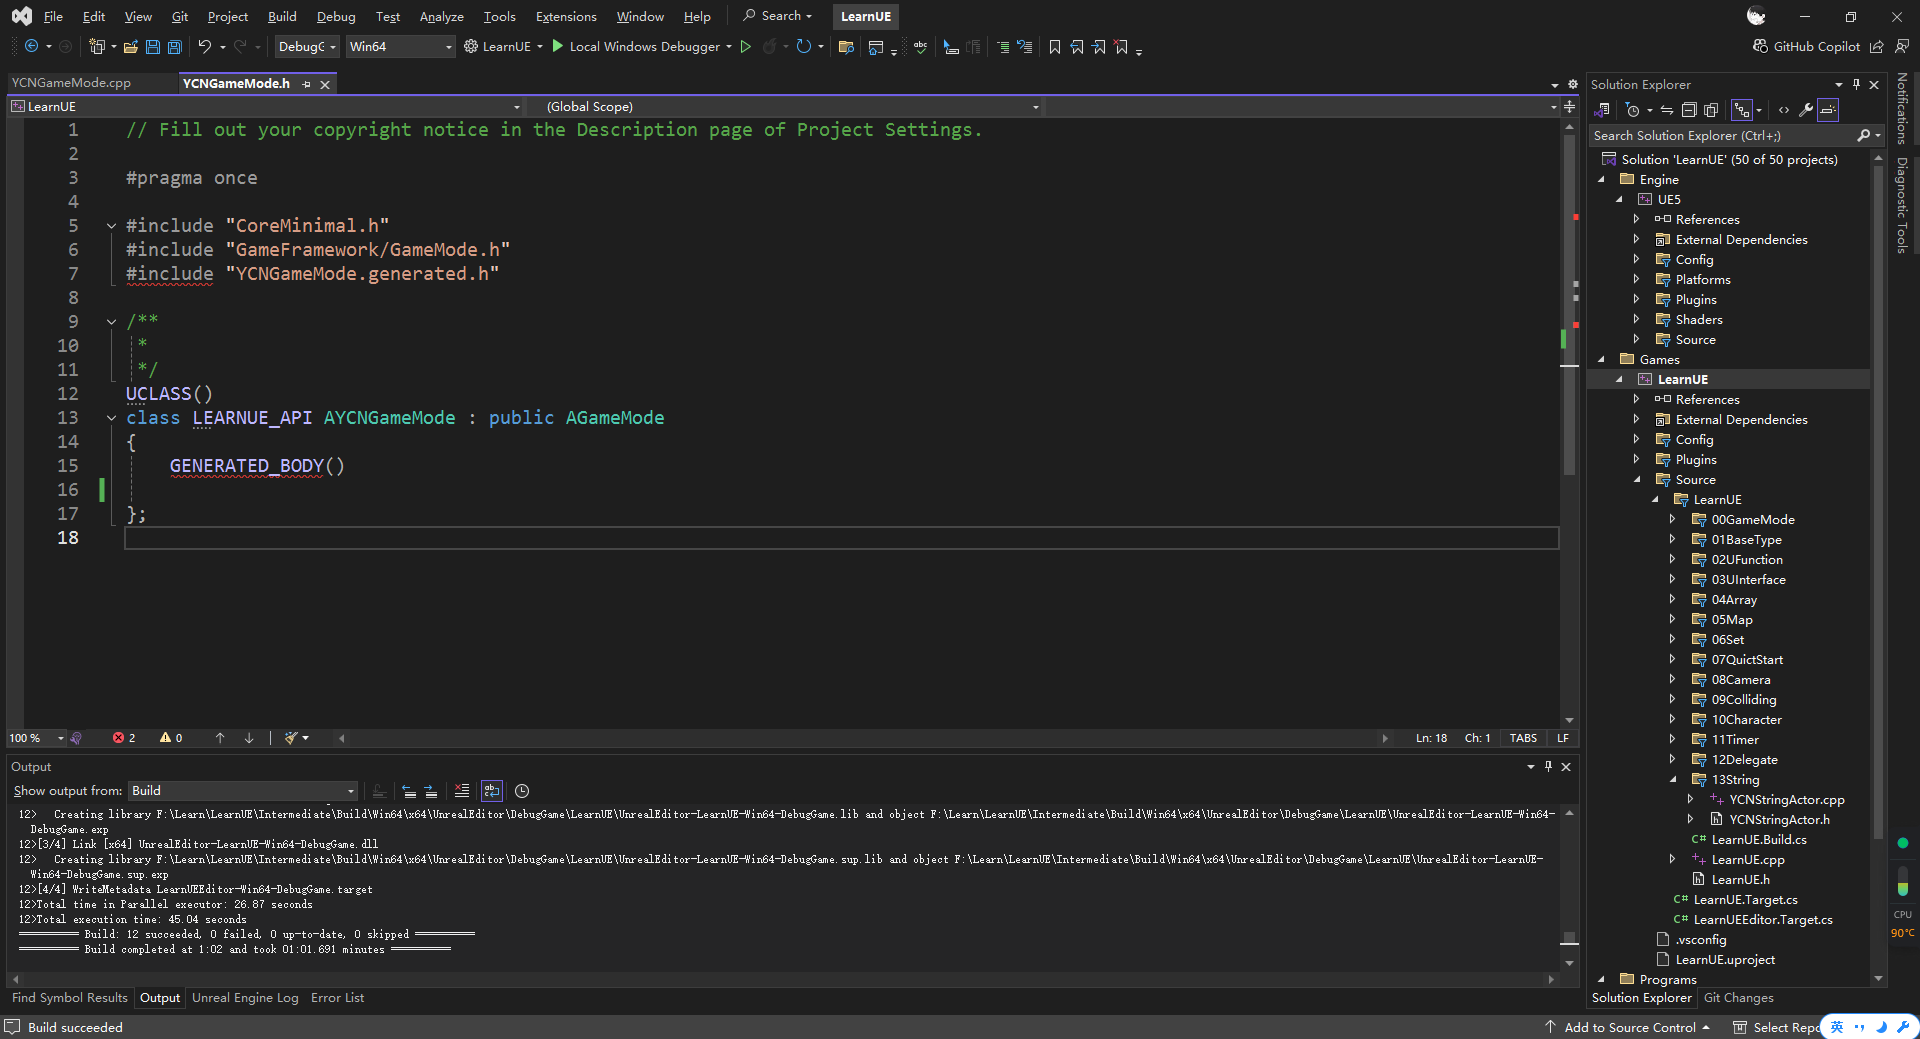 File Edit View Git Project Build Debug Test Analyze Tools Extensions Window Help Search LearnUE
DebugG Win64 LearnUE Local Windows Debugger GitHub Copilot
YCNGameMode.cpp YCNGameMode.h
LearnUE (Global Scope)
1 // Fill out your copyright notice in the Description page of Project Settings.
2
3 #pragma once
4
5 #include "CoreMinimal.h"
6 #include "GameFramework/GameMode.h"
7 #include "YCNGameMode.generated.h"
8
9 /**
10 *
11 */
12 UCLASS()
13 class LEARNUE_API AYCNGameMode : public AGameMode
14 {
15 GENERATED_BODY()
16
17 };
18
100 % 2 0 Ln: 18 Ch: 1 TABS LF
Output
Show output from: Build
12> Creating library F:\Learn\LearnUE\Intermediate\Build\Win64\x64\UnrealEditor\DebugGame\LearnUE\UnrealEditor-LearnUE-Win64-DebugGame.lib and object F:\Learn\LearnUE\Intermediate\Build\Win64\x64\UnrealEditor\DebugGame\LearnUE\UnrealEditor-LearnUE-Win64-
DebugGame.exp
12>[3/4] Link [x64] UnrealEditor-LearnUE-Win64-DebugGame.dll
12> Creating library F:\Learn\LearnUE\Intermediate\Build\Win64\x64\UnrealEditor\DebugGame\LearnUE\UnrealEditor-LearnUE-Win64-DebugGame.sup.lib and object F:\Learn\LearnUE\Intermediate\Build\Win64\x64\UnrealEditor\DebugGame\LearnUE\UnrealEditor-LearnUE-
Win64-DebugGame.sup.exp
12>[4/4] WriteMetadata LearnUEEditor-Win64-DebugGame.target
12>Total time in Parallel executor: 26.87 seconds
12>Total execution time: 45.04 seconds
========== Build: 12 succeeded, 0 failed, 0 up-to-date, 0 skipped ==========
========== Build completed at 1:02 and took 01:01.691 minutes ==========
Find Symbol Results Output Unreal Engine Log Error List
Solution Explorer
Search Solution Explorer (Ctrl+;)
Solution 'LearnUE' (50 of 50 projects)
Engine
UE5
References
External Dependencies
Config
Platforms
Plugins
Shaders
Source
Games
LearnUE
References
External Dependencies
Config
Plugins
Source
LearnUE
00GameMode
01BaseType
02UFunction
03UInterface
04Array
05Map
06Set
07QuictStart
08Camera
09Colliding
10Character
11Timer
12Delegate
13String
YCNStringActor.cpp
YCNStringActor.h
C# LearnUE.Build.cs
LearnUE.cpp
LearnUE.h
C# LearnUE.Target.cs
C# LearnUEEditor.Target.cs
.vsconfig
LearnUE.uproject
Programs
Solution Explorer Git Changes
Notifications
Diagnostic Tools
CPU
90°C
Build succeeded Add to Source Control Select Repo
英